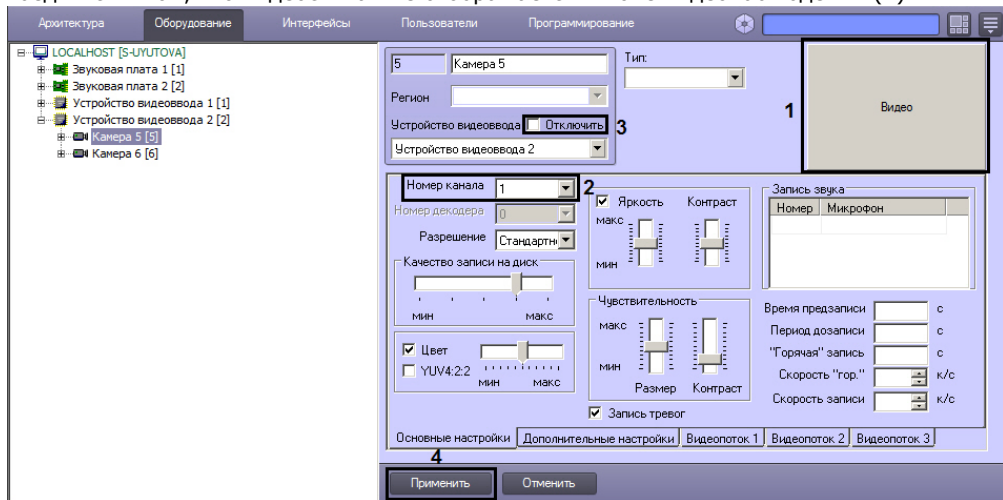 Архитектура Оборудование Интерфейсы Пользователи Программирование
LOCALHOST [S-UYUTOVA]
Звуковая плата 1 [1]
Звуковая плата 2 [2]
Устройство видеоввода 1 [1]
Устройство видеоввода 2 [2]
Камера 5 [5]
Камера 6 [6]
5 Камера 5
Тип:
Регион
Устройство видеоввода Отключить 3
Устройство видеоввода 2
1
Видео
Номер канала 1 2
Номер декодера 0
Разрешение Стандартн
Качество записи на диск
мин макс
Цвет
YUV4:2:2
мин макс
Яркость Контраст
макс
мин
Чувствительность
макс
мин
Размер Контраст
Запись тревог
Запись звука
Номер Микрофон
Время предзаписи с
Период дозаписи с
"Горячая" запись с
Скорость "гор." к/с
Скорость записи к/с
Основные настройки Дополнительные настройки Видеопоток 1 Видеопоток 2 Видеопоток 3
4
Применить Отменить